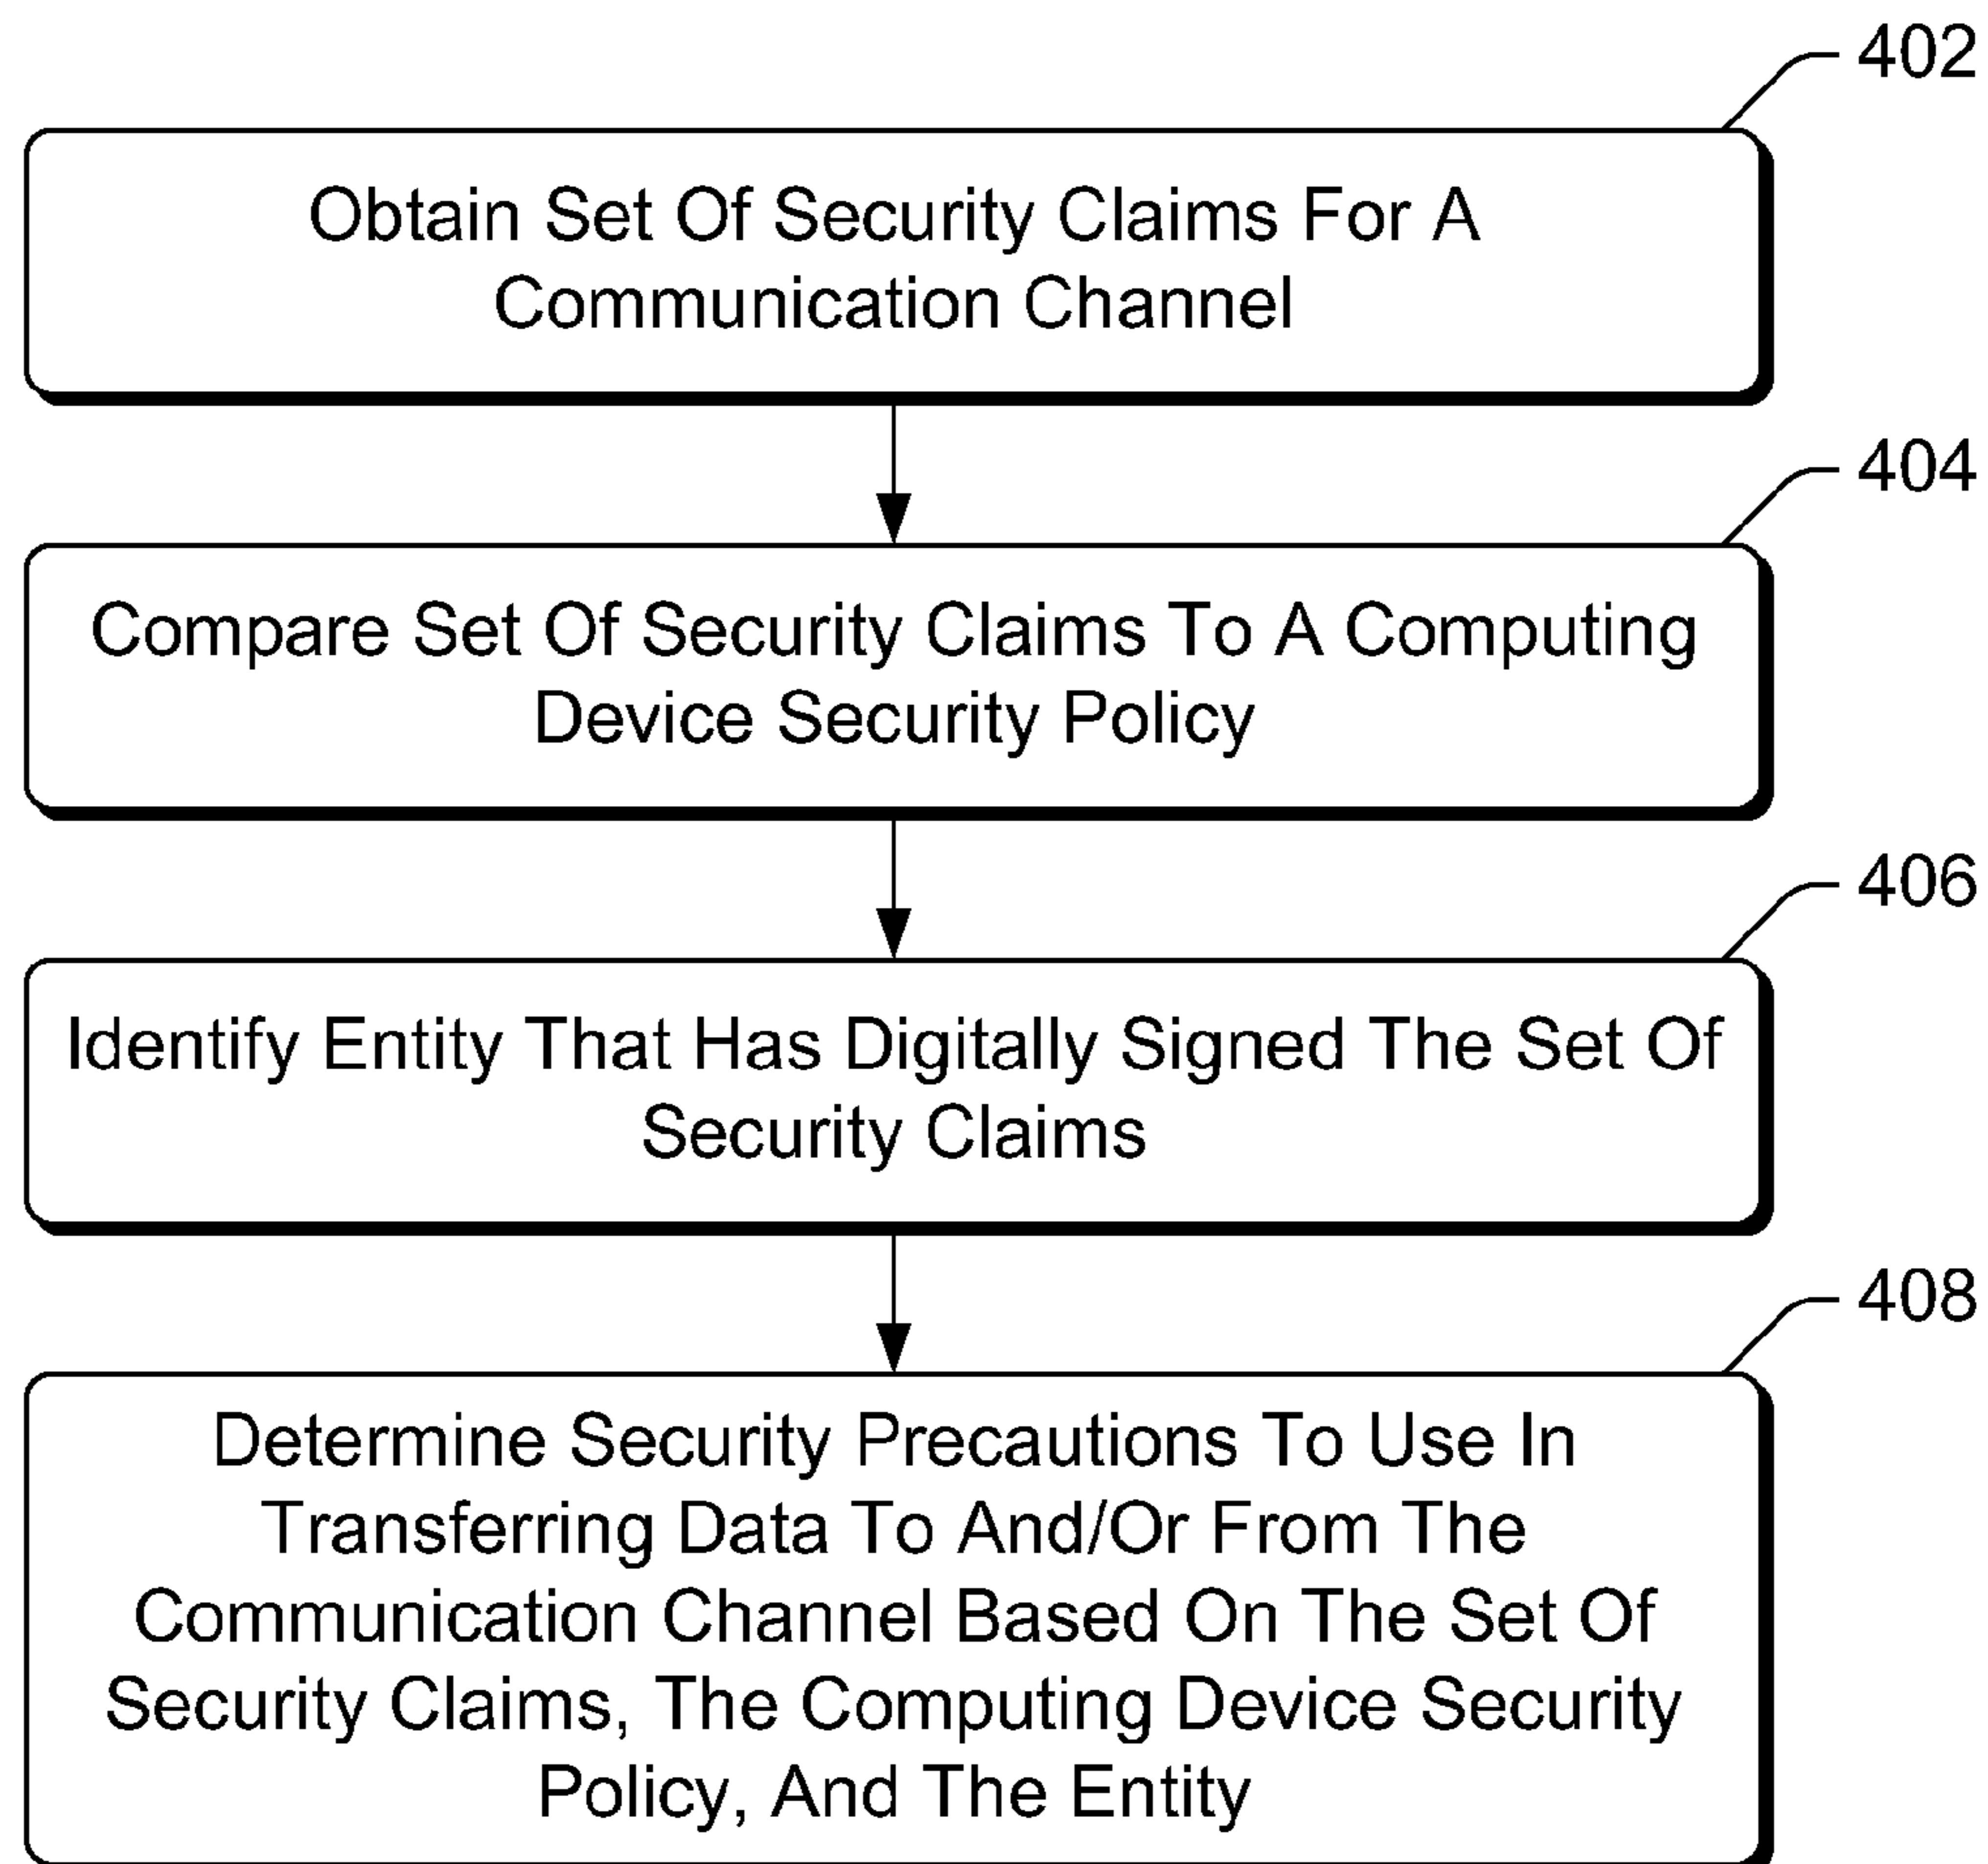 402
Obtain Set Of Security Claims For A
Communication Channel
404
Compare Set Of Security Claims To A Computing
Device Security Policy
406
Identify Entity That Has Digitally Signed The Set Of
Security Claims
408
Determine Security Precautions To Use In
Transferring Data To And/Or From The
Communication Channel Based On The Set Of
Security Claims, The Computing Device Security
Policy, And The Entity